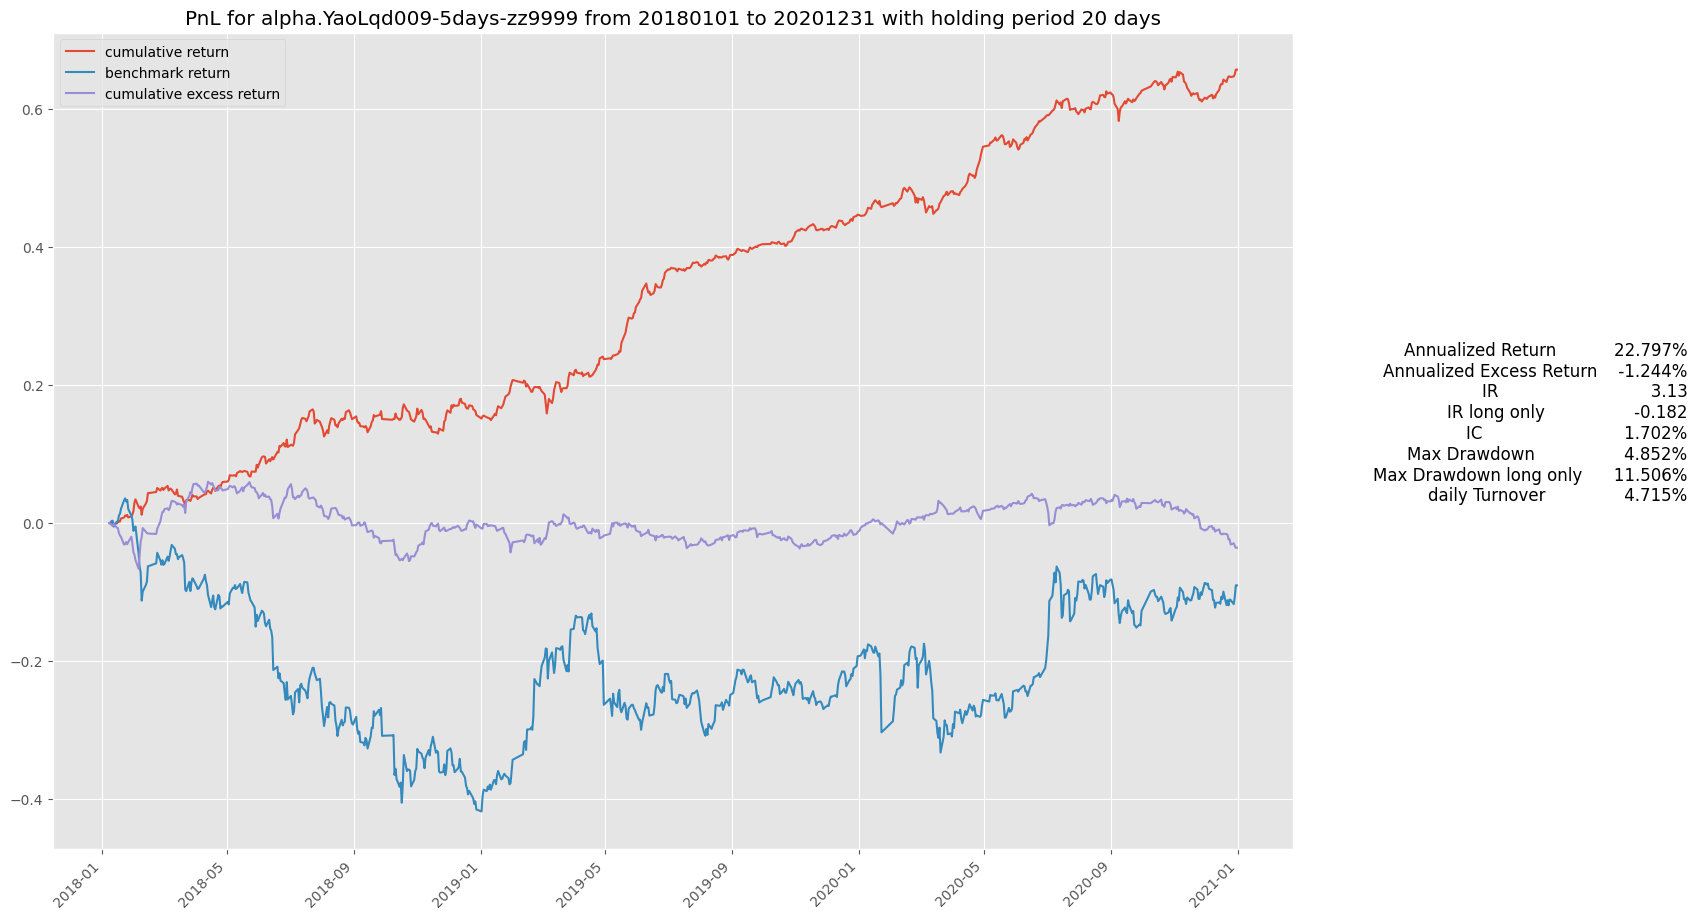 PnL for alpha.YaoLqd009-5days-zz9999 from 20180101 to 20201231 with holding period 20 days
cumulative return
benchmark return
cumulative excess return
0.6
0.4
0.2
0.0
−0.2
−0.4
2018-01
2018-05
2018-09
2019-01
2019-05
2019-09
2020-01
2020-05
2020-09
2021-01
Annualized Return 22.797%
Annualized Excess Return -1.244%
IR 3.13
IR long only -0.182
IC 1.702%
Max Drawdown 4.852%
Max Drawdown long only 11.506%
daily Turnover 4.715%